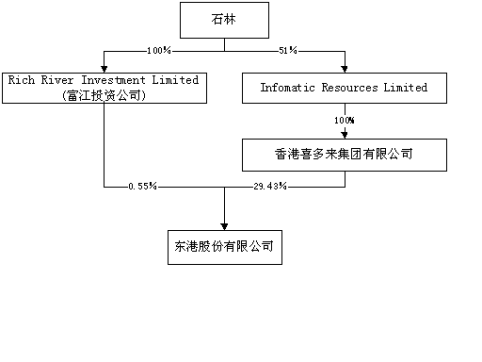 石林
100%
51%
Rich River Investment Limited
(富江投资公司)
Infomatic Resources Limited
100%
香港喜多来集团有限公司
0.55%
29.43%
东港股份有限公司